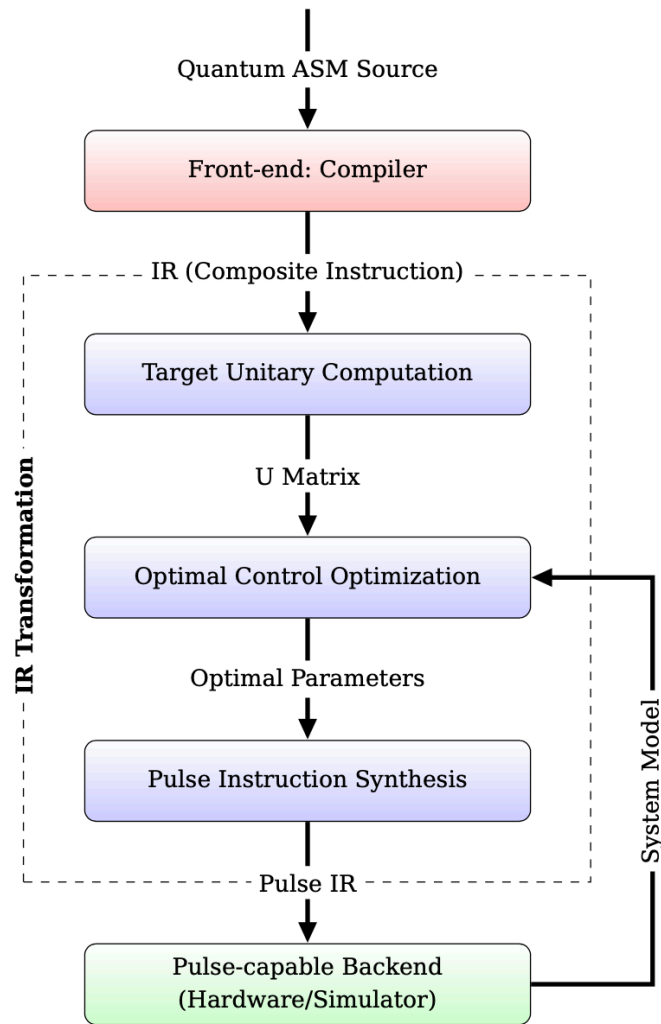 Quantum ASM Source
Front-end: Compiler
IR (Composite Instruction)
Target Unitary Computation
U Matrix
IR Transformation
Optimal Control Optimization
Optimal Parameters
System Model
Pulse Instruction Synthesis
Pulse IR
Pulse-capable Backend
(Hardware/Simulator)